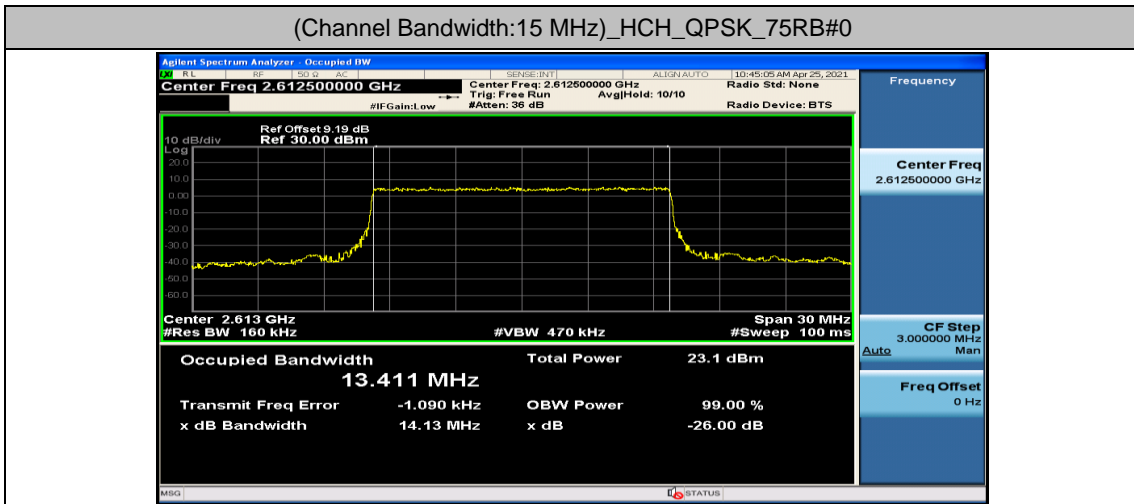 (Channel Bandwidth:15 MHz)_HCH_QPSK_75RB#0
Agilent Spectrum Analyzer - Occupied BW
LXI RL RF 50 Ω AC SENSE:INT ALIGN AUTO 10:45:05 AM Apr 25, 2021
Center Freq 2.612500000 GHz
Center Freq: 2.612500000 GHz Radio Std: None
Trig: Free Run Avg|Hold: 10/10
#IFGain:Low #Atten: 36 dB Radio Device: BTS
Frequency
Ref Offset 9.19 dB
10 dB/div Ref 30.00 dBm
Log
20.0
10.0
0.00
-10.0
-20.0
-30.0
-40.0
-50.0
-60.0
Center 2.613 GHz Span 30 MHz
#Res BW 160 kHz #VBW 470 kHz #Sweep 100 ms
Center Freq
2.612500000 GHz
CF Step
3.000000 MHz
Auto Man
Freq Offset
0 Hz
Occupied Bandwidth Total Power 23.1 dBm
13.411 MHz
Transmit Freq Error -1.090 kHz OBW Power 99.00 %
x dB Bandwidth 14.13 MHz x dB -26.00 dB
MSG STATUS